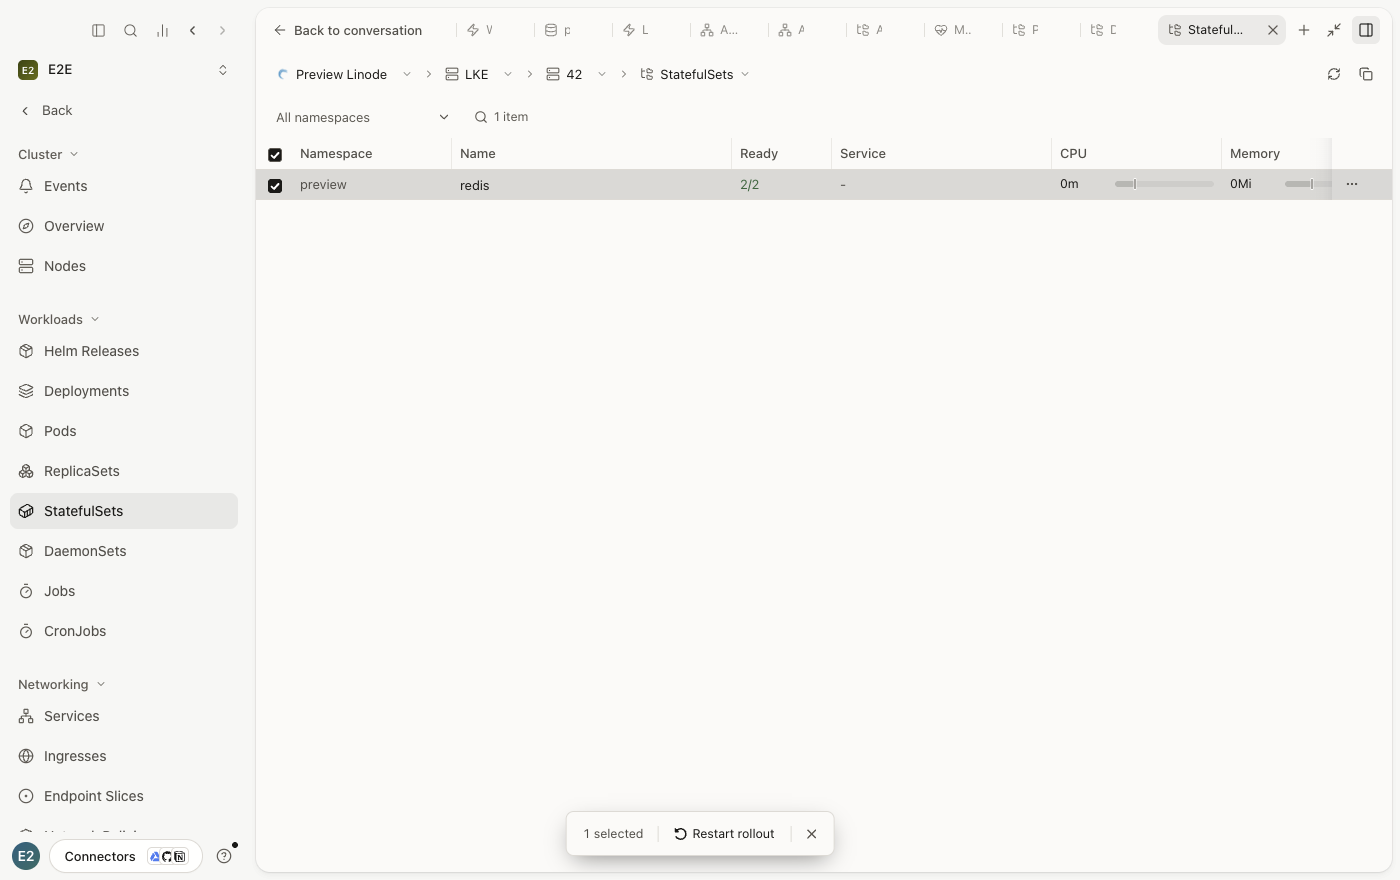 E2 E2E
Back
Cluster
Events
Overview
Nodes
Workloads
Helm Releases
Deployments
Pods
ReplicaSets
StatefulSets
DaemonSets
Jobs
CronJobs
Networking
Services
Ingresses
Endpoint Slices
E2 Connectors
Back to conversation
L
A...
M..
Stateful...
Preview Linode
LKE
42
StatefulSets
All namespaces
1 item
Namespace Name Ready Service CPU Memory
preview redis 2/2 - 0m 0Mi
1 selected Restart rollout